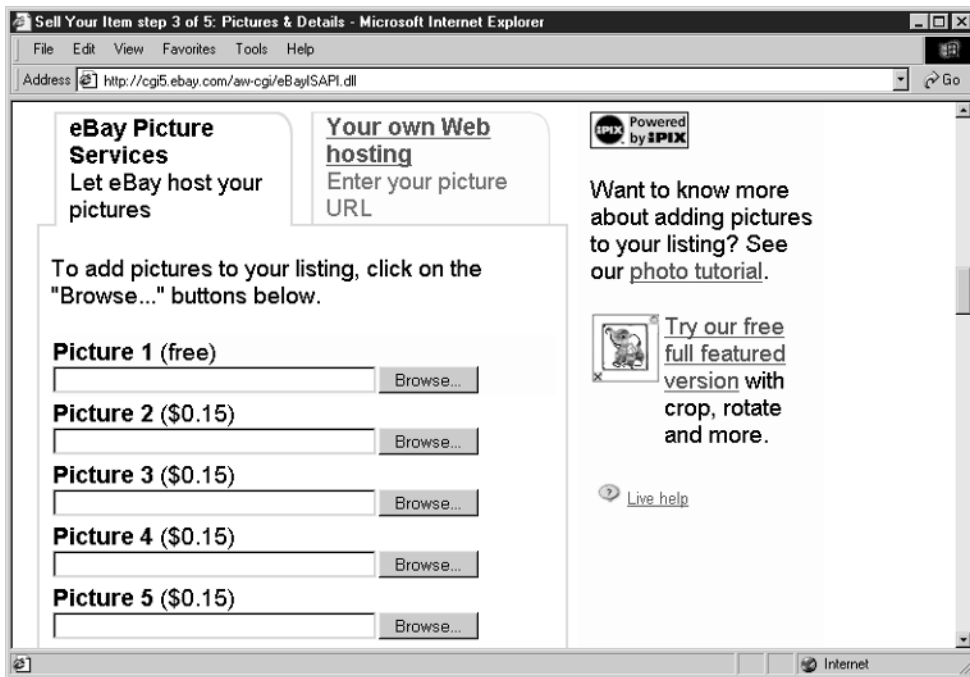 Sell Your Item step 3 of 5: Pictures & Details - Microsoft Internet Explorer
File Edit View Favorites Tools Help
Address http://cgi5.ebay.com/aw-cgi/eBayISAPI.dll Go
eBay Picture
Services
Let eBay host your
pictures
Your own Web
hosting
Enter your picture
URL
To add pictures to your listing, click on the
"Browse..." buttons below.
Picture 1 (free)
Browse...
Picture 2 ($0.15)
Browse...
Picture 3 ($0.15)
Browse...
Picture 4 ($0.15)
Browse...
Picture 5 ($0.15)
Browse...
iPIX Powered
by iPIX
Want to know more
about adding pictures
to your listing? See
our photo tutorial.
Try our free
full featured
version with
crop, rotate
and more.
Live help
Internet